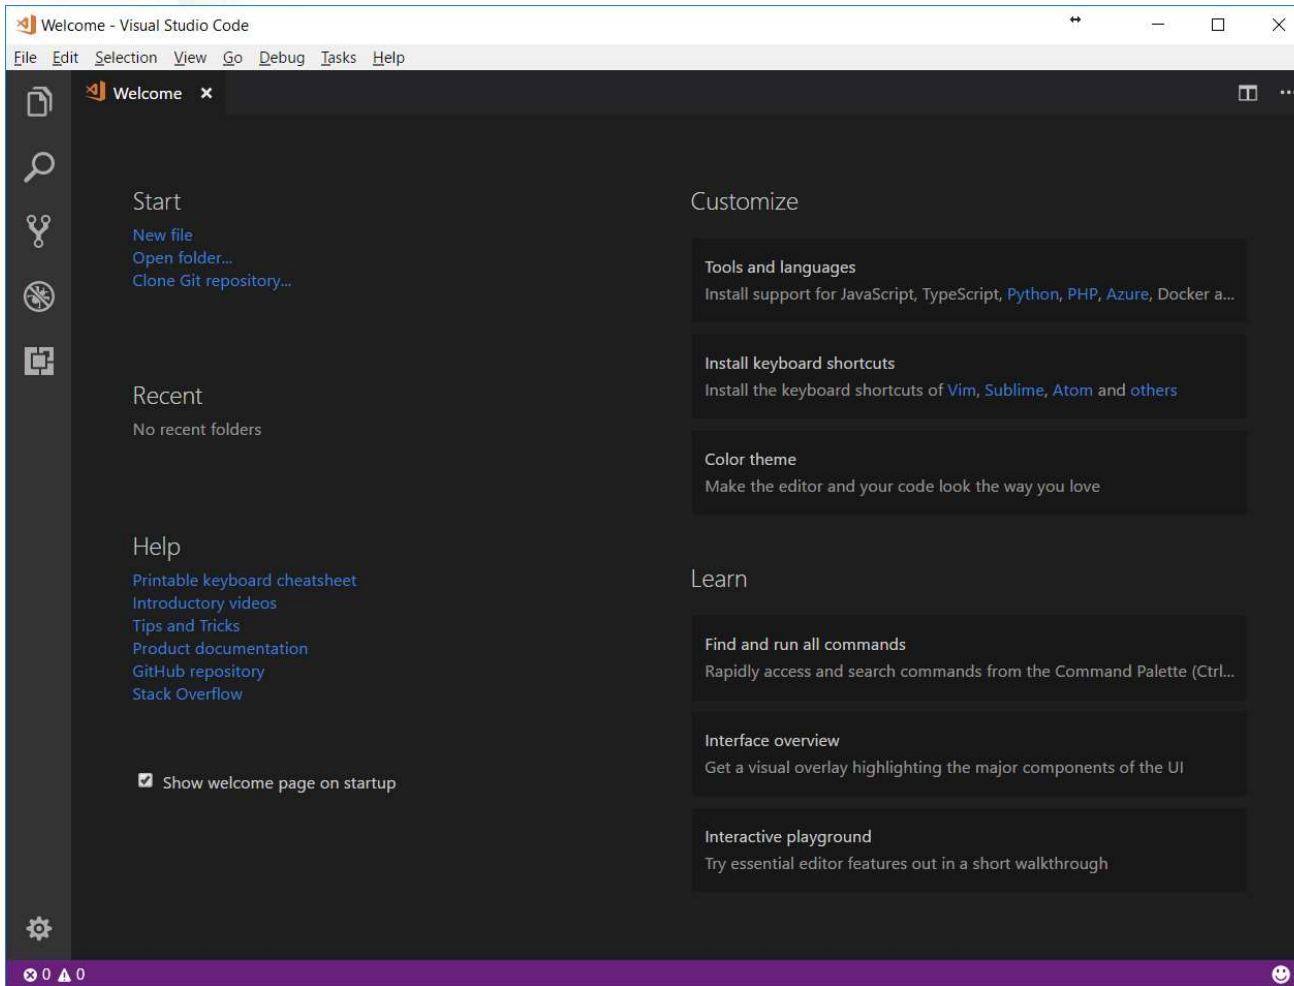 Welcome - Visual Studio Code
File Edit Selection View Go Debug Tasks Help
Welcome
Start
New file
Open folder...
Clone Git repository...
Recent
No recent folders
Help
Printable keyboard cheatsheet
Introductory videos
Tips and Tricks
Product documentation
GitHub repository
Stack Overflow
Show welcome page on startup
Customize
Tools and languages
Install support for JavaScript, TypeScript, Python, PHP, Azure, Docker a...
Install keyboard shortcuts
Install the keyboard shortcuts of Vim, Sublime, Atom and others
Color theme
Make the editor and your code look the way you love
Learn
Find and run all commands
Rapidly access and search commands from the Command Palette (Ctrl...
Interface overview
Get a visual overlay highlighting the major components of the UI
Interactive playground
Try essential editor features out in a short walkthrough
0 0